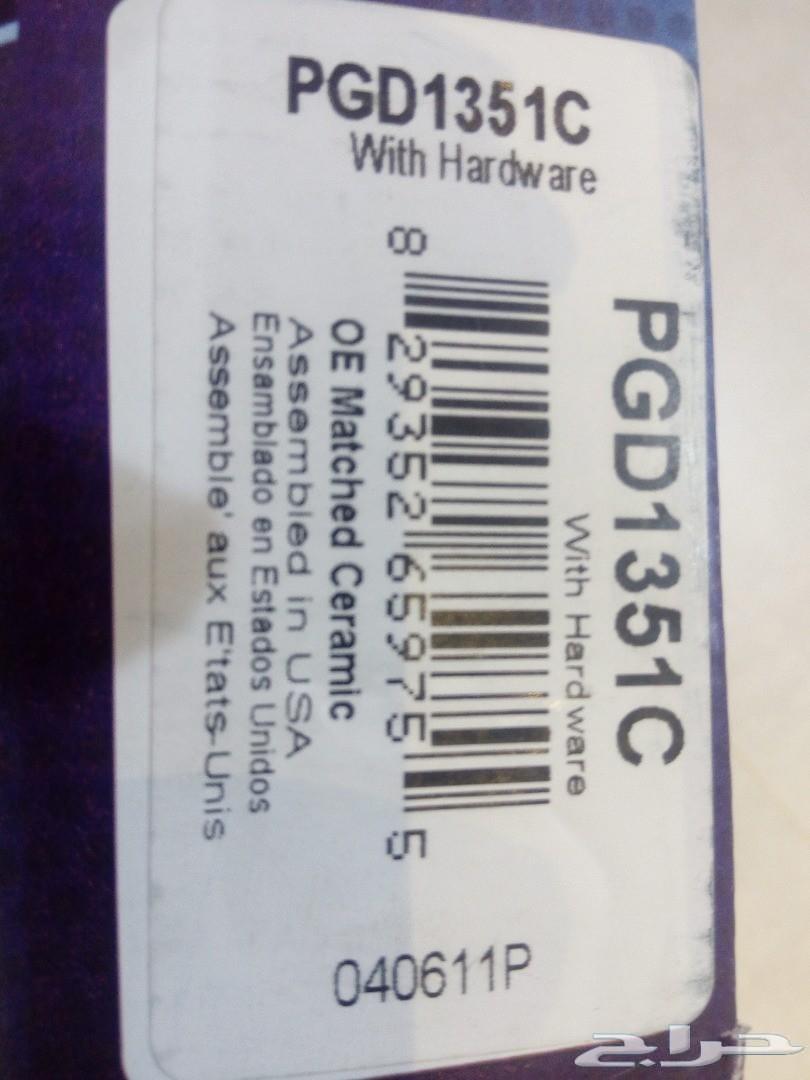 PGD1351C
With Hardware
PGD1351C
With Hardware
8 29352 65975 5
OE Matched Ceramic
Assembled in USA
Ensamblado en Estados Unidos
Assemble' aux E'tats-Unis
040611P
حراج